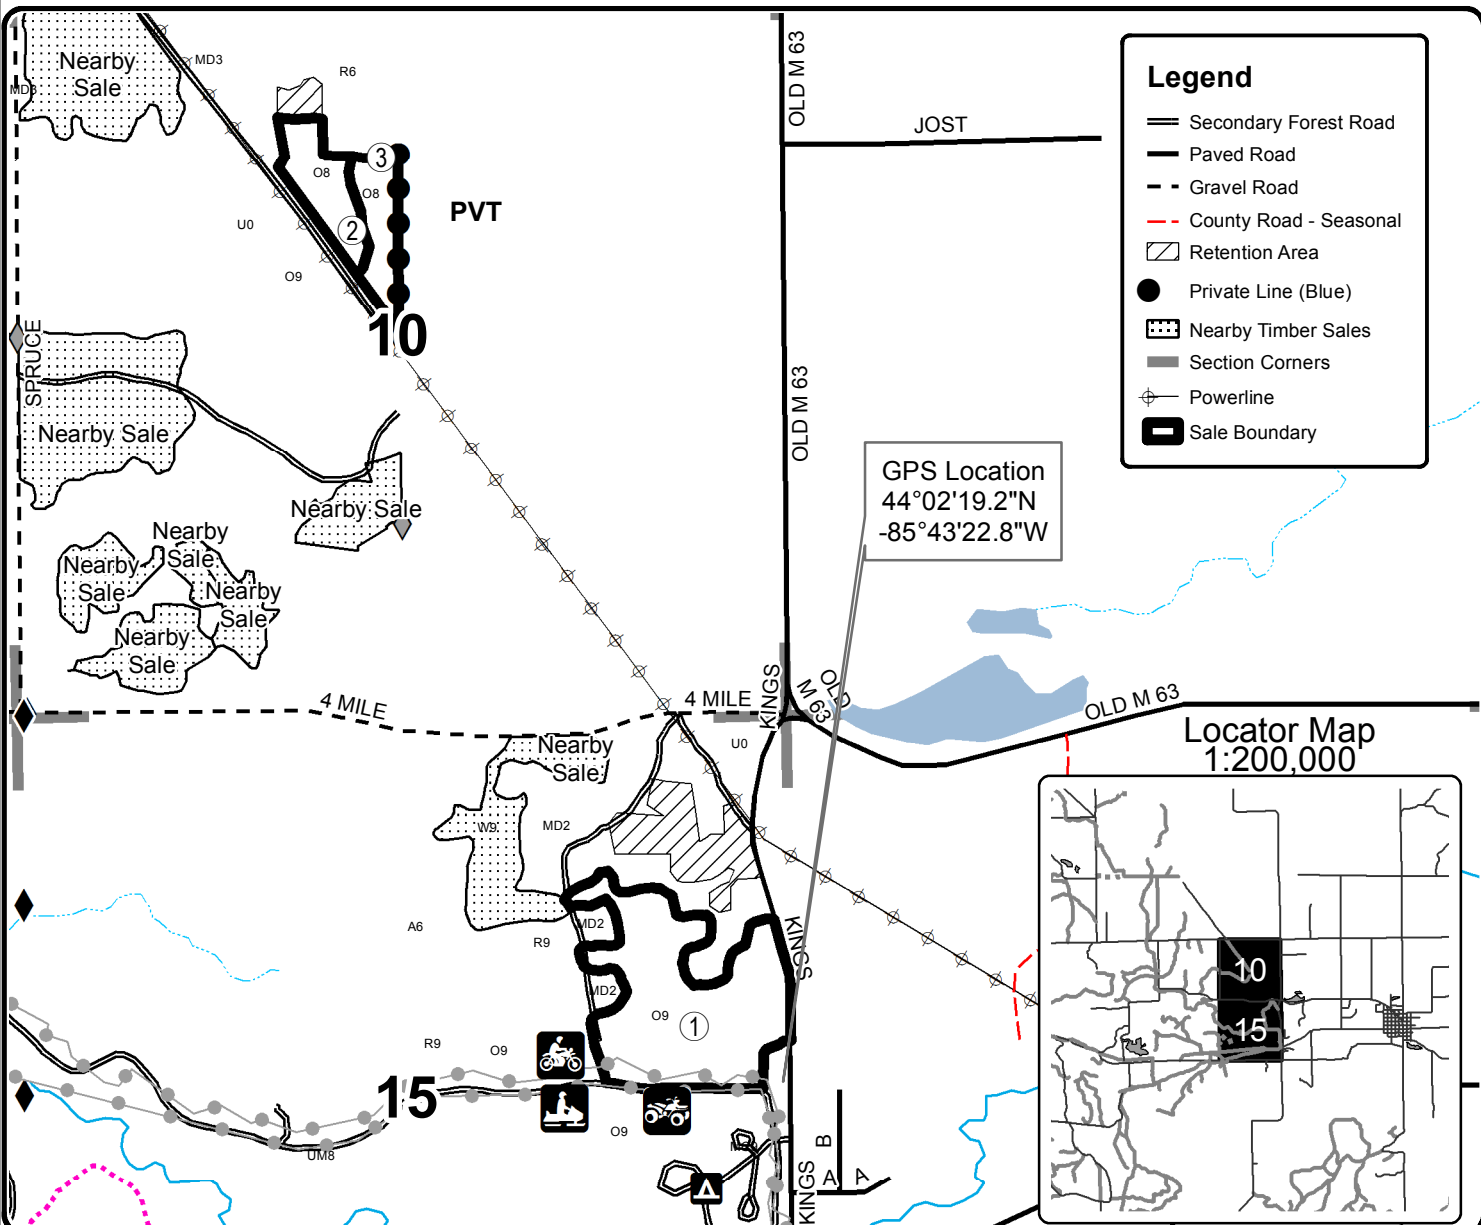 Nearby
Sale
MD3
MD3
R6
OLD M 63
JOST
Legend
Secondary Forest Road
Paved Road
Gravel Road
County Road - Seasonal
Retention Area
Private Line (Blue)
Nearby Timber Sales
Section Corners
Powerline
Sale Boundary
3
O8
O8
PVT
U0
2
O9
10
SPRUCE
Nearby Sale
OLD M 63
GPS Location
44°02'19.2"N
-85°43'22.8"W
Nearby Sale
Nearby
Sale
Nearby
Sale
Nearby
Sale
Nearby
Sale
4 MILE
4 MILE
KINGS
OLD
M 63
OLD M 63
U0
Nearby
Sale
Locator Map
1:200,000
W9
MD2
A6
R9
MD2
KINGS
MD2
O9
1
R9
O9
10
15
15
O9
UM8
B
A
A
KINGS